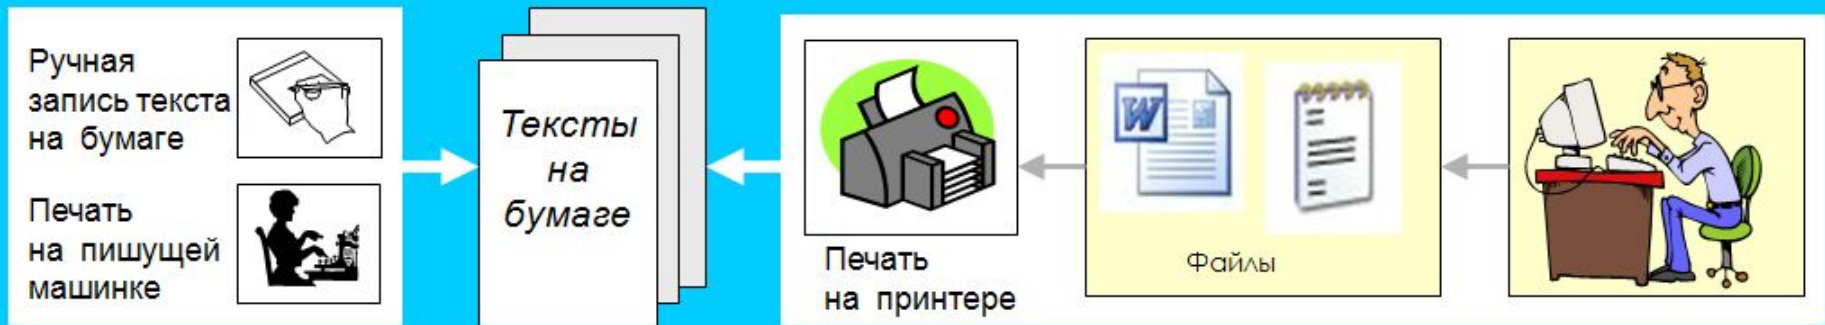 Ручная
запись текста
на бумаге
Печать
на пишущей
машинке
Тексты
на
бумаге
Печать
на принтере
W
Файлы